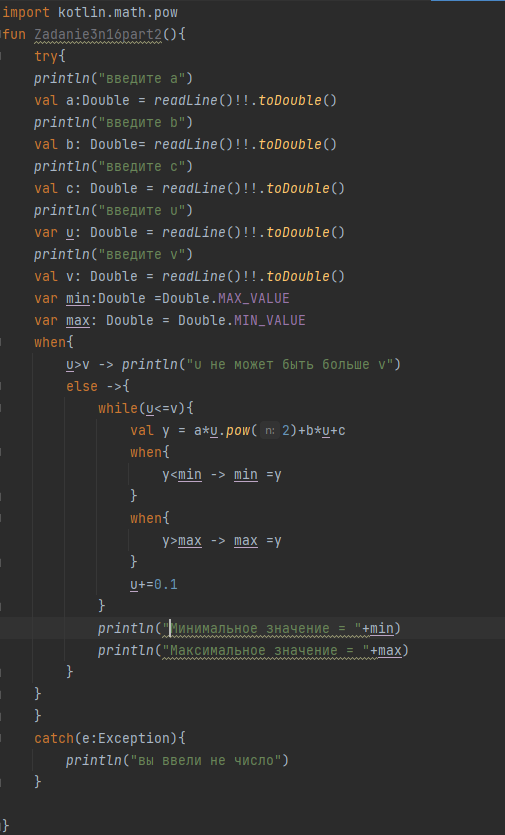 import kotlin.math.pow
fun Zadanie3n16part2(){
try{
println("введите a")
val a:Double = readLine()!!.toDouble()
println("введите b")
val b: Double= readLine()!!.toDouble()
println("введите c")
val c: Double = readLine()!!.toDouble()
println("введите u")
var u: Double = readLine()!!.toDouble()
println("введите v")
val v: Double = readLine()!!.toDouble()
var min:Double =Double.MAX_VALUE
var max: Double = Double.MIN_VALUE
when{
u>v -> println("u не может быть больше v")
else ->{
while(u<=v){
val y = a*u.pow( n: 2)+b*u+c
when{
y<min -> min =y
}
when{
y>max -> max =y
}
u+=0.1
}
println("Минимальное значение = "+min)
println("Максимальное значение = "+max)
}
}
}
catch(e:Exception){
println("вы ввели не число")
}
}